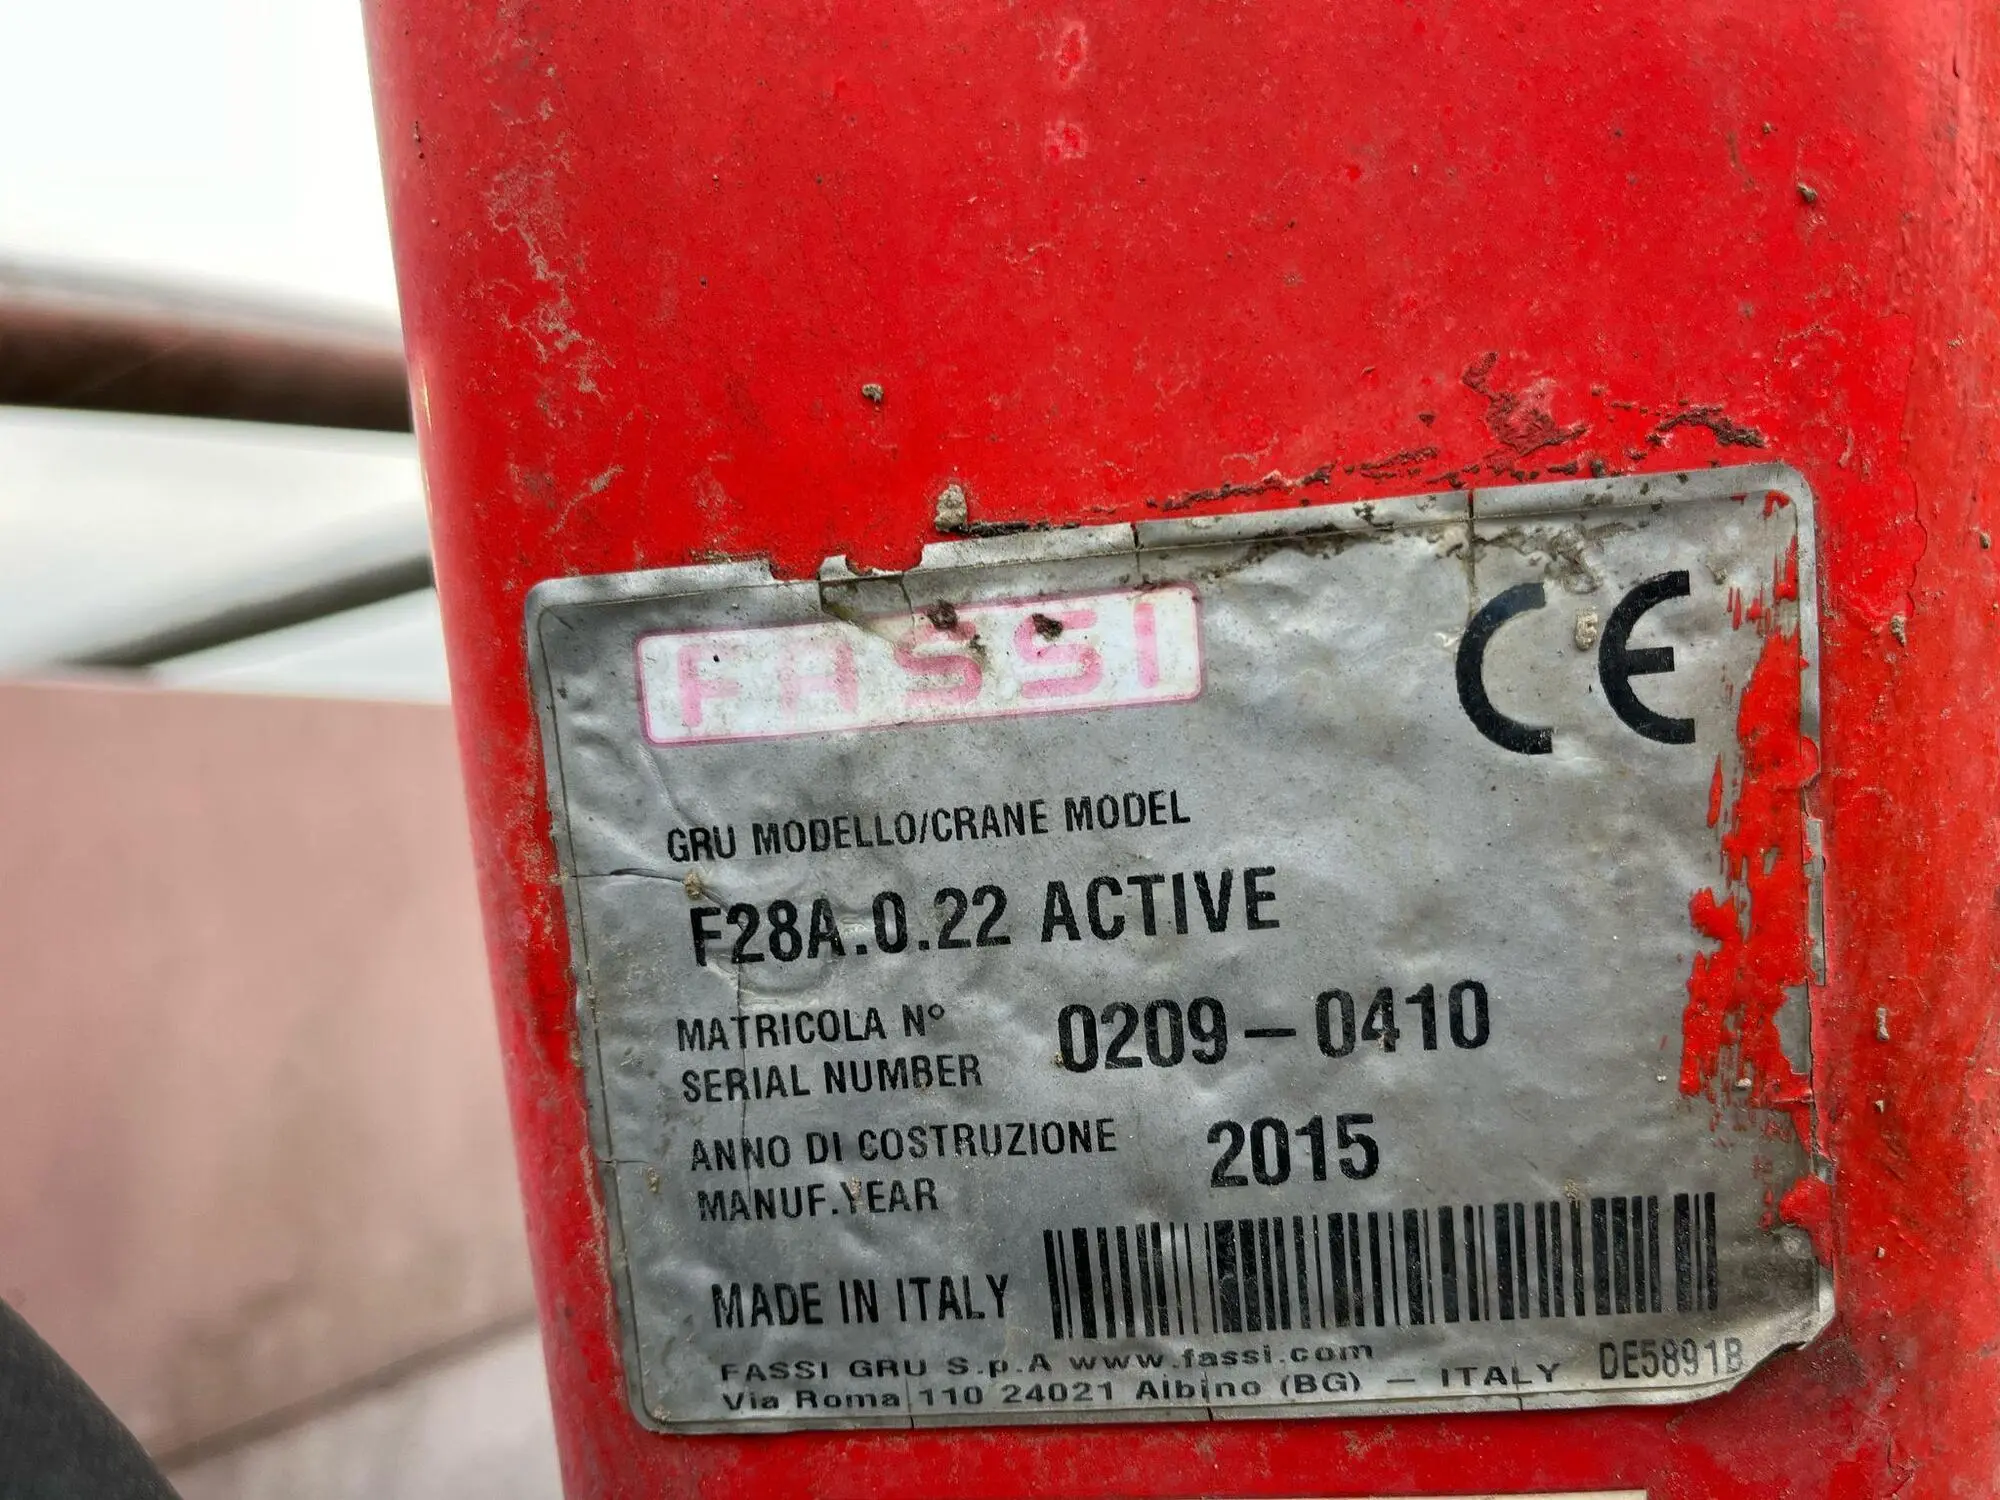 FASSI
CE
GRU MODELLO/CRANE MODEL
F28A.0.22 ACTIVE
MATRICOLA N° 0209-0410
SERIAL NUMBER
ANNO DI COSTRUZIONE 2015
MANUF.YEAR
MADE IN ITALY
FASSI GRU S.p.A www.fassi.com
Via Roma 110 24021 Albino (BG) - ITALY DE5891B